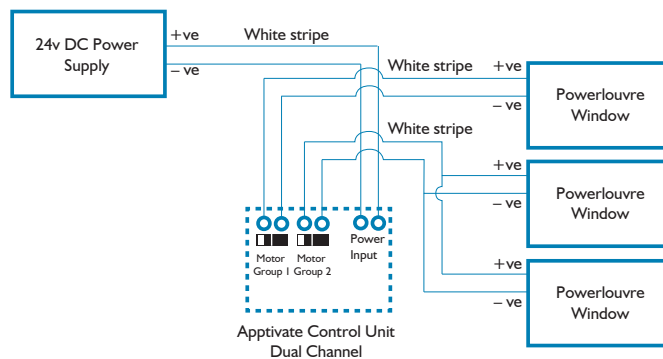 24v DC Power
Supply
+ve
White stripe
– ve
White stripe
+ve
– ve
Powerlouvre
Window
White stripe
+ve
– ve
Powerlouvre
Window
+ve
– ve
Powerlouvre
Window
Motor
Group 1
Motor
Group 2
Power
Input
Apptivate Control Unit
Dual Channel